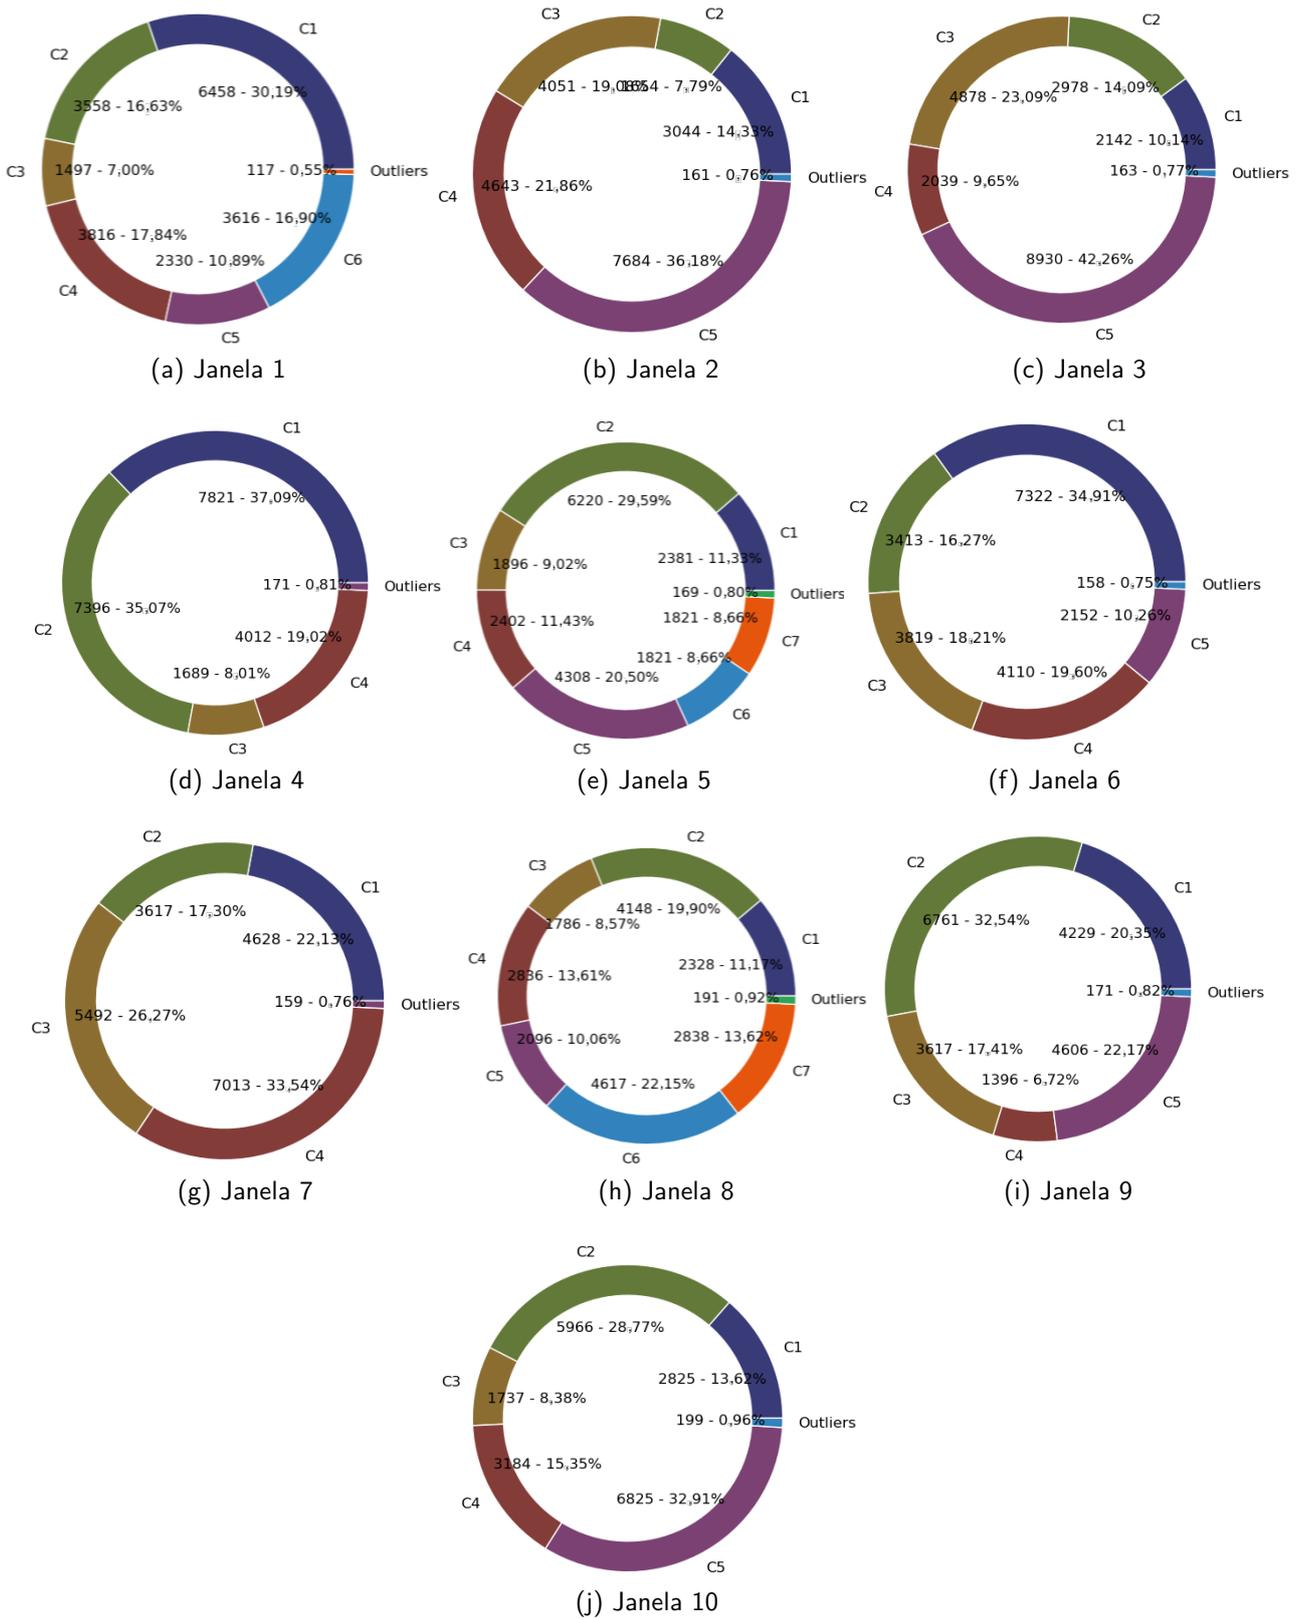 C1
C2
6458 - 30,19%
3558 - 16,63%
C3
1497 - 7,00%
117 - 0,55%
Outliers
3616 - 16,90%
3816 - 17,84%
2330 - 10,89%
C6
C4
C5
(a) Janela 1
C3
C2
4051 - 19,08%
1654 - 7,79%
C1
3044 - 14,33%
161 - 0,76%
Outliers
4643 - 21,86%
C4
7684 - 36,18%
C5
(b) Janela 2
C2
C3
2978 - 14,09%
4878 - 23,09%
C1
2142 - 10,14%
163 - 0,77%
Outliers
2039 - 9,65%
C4
8930 - 42,26%
C5
(c) Janela 3
C1
7821 - 37,09%
171 - 0,81%
Outliers
7396 - 35,07%
C2
4012 - 19,02%
1689 - 8,01%
C4
C3
(d) Janela 4
C2
6220 - 29,59%
C1
C3
2381 - 11,33%
1896 - 9,02%
169 - 0,80%
Outliers
1821 - 8,66%
2402 - 11,43%
C7
C4
1821 - 8,66%
4308 - 20,50%
C6
C5
(e) Janela 5
C1
7322 - 34,91%
C2
3413 - 16,27%
158 - 0,75%
Outliers
2152 - 10,26%
3819 - 18,21%
C5
4110 - 19,60%
C3
C4
(f) Janela 6
C2
C1
3617 - 17,30%
4628 - 22,13%
159 - 0,76%
Outliers
5492 - 26,27%
C3
7013 - 33,54%
C4
(g) Janela 7
C2
C3
4148 - 19,90%
1786 - 8,57%
C1
C4
2328 - 11,17%
2836 - 13,61%
191 - 0,92%
Outliers
2838 - 13,62%
2096 - 10,06%
C7
C5
4617 - 22,15%
C6
(h) Janela 8
C2
C1
6761 - 32,54%
4229 - 20,35%
171 - 0,82%
Outliers
3617 - 17,41%
4606 - 22,17%
1396 - 6,72%
C3
C5
C4
(i) Janela 9
C2
5966 - 28,77%
C1
C3
2825 - 13,62%
1737 - 8,38%
199 - 0,96%
Outliers
3184 - 15,35%
6825 - 32,91%
C4
C5
(j) Janela 10